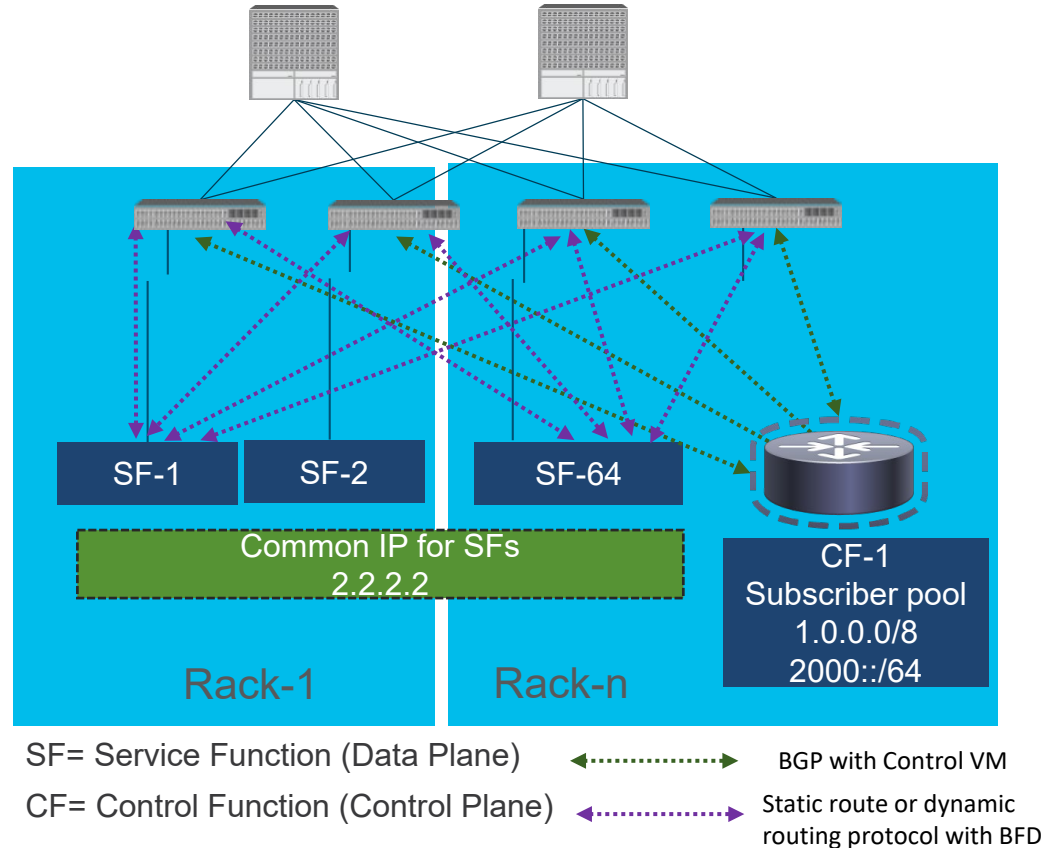 SF-1
SF-2
SF-64
Common IP for SFs
2.2.2.2
CF-1
Subscriber pool
1.0.0.0/8
2000::/64
Rack-1
Rack-n
SF= Service Function (Data Plane)
BGP with Control VM
CF= Control Function (Control Plane)
Static route or dynamic
routing protocol with BFD